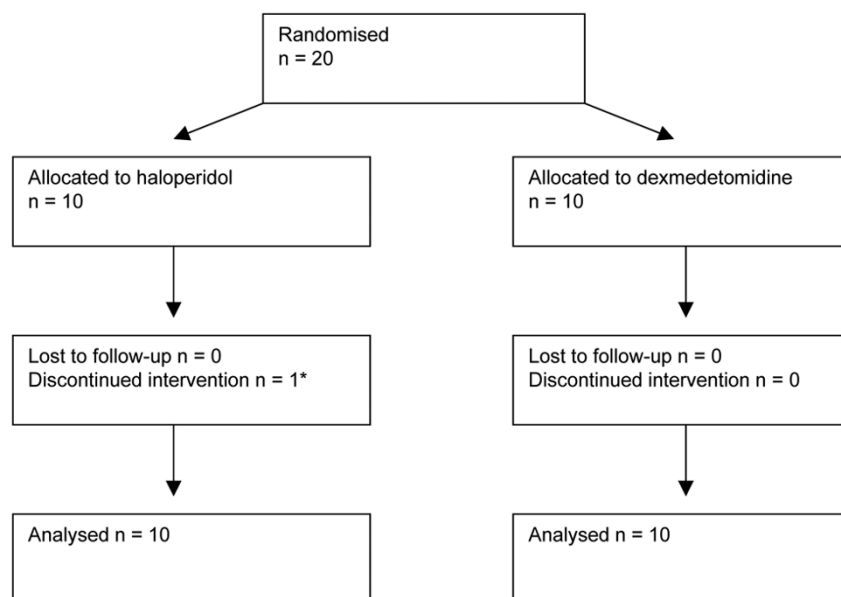 Randomised
n = 20
Allocated to haloperidol
n = 10
Allocated to dexmedetomidine
n = 10
Lost to follow-up n = 0
Discontinued intervention n = 1*
Lost to follow-up n = 0
Discontinued intervention n = 0
Analysed n = 10
Analysed n = 10